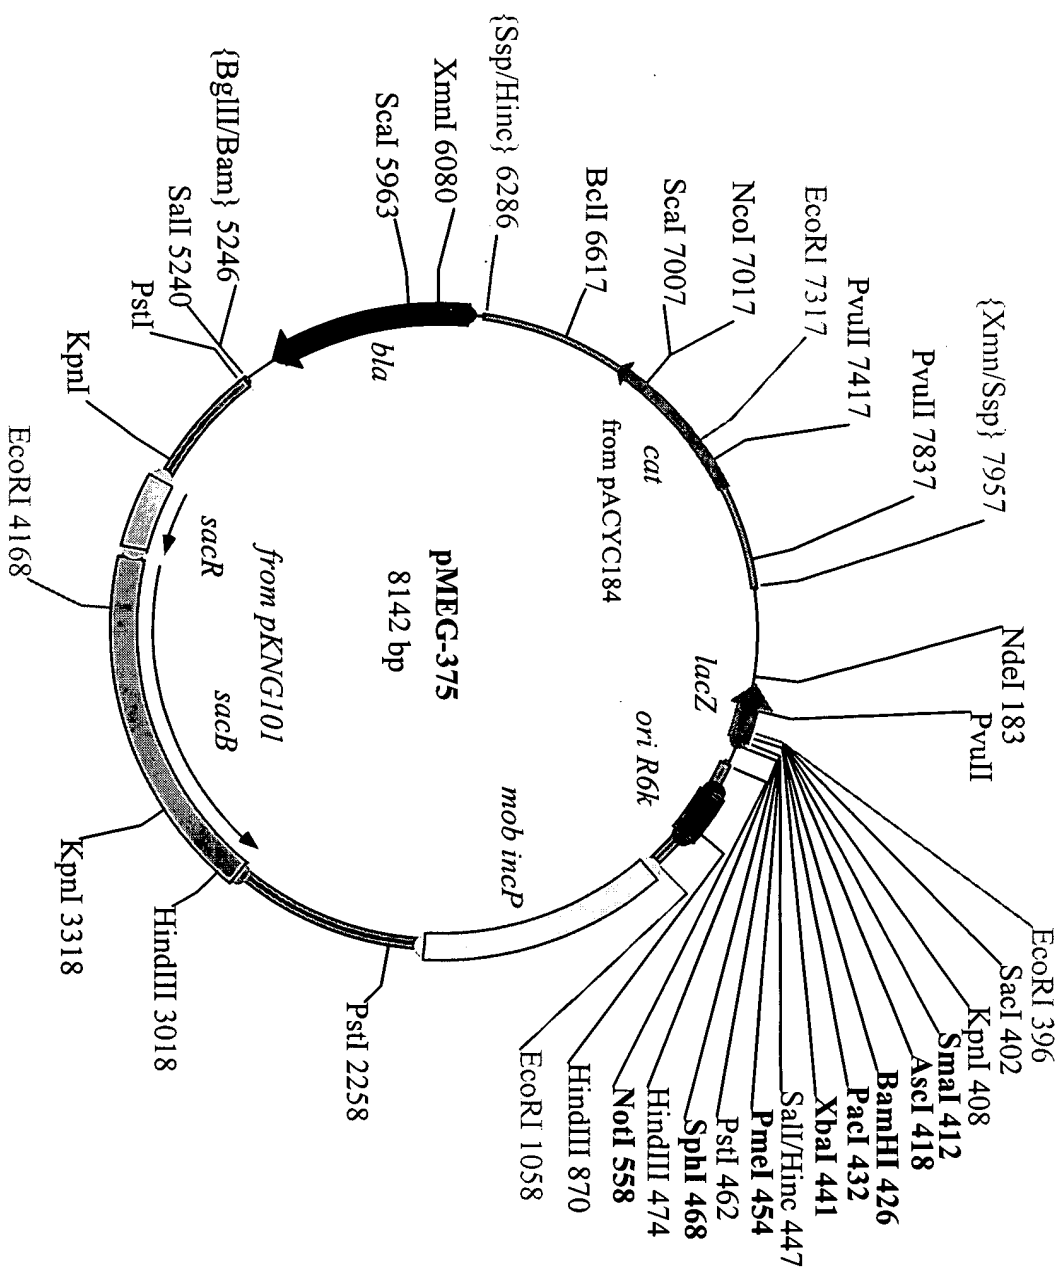 pMEG-375
8142 bp
NdeI 183
PvuII
EcoRI 396
SacI 402
KpnI 408
SmaI 412
AscI 418
BamHI 426
PacI 432
XbaI 441
SalI/Hinc 447
PmeI 454
PstI 462
SphI 468
HindIII 474
NotI 558
HindIII 870
EcoRI 1058
PstI 2258
HindIII 3018
KpnI 3318
EcoRI 4168
KpnI
PstI
SalI 5240
{BglII/Bam} 5246
ScaI 5963
XmnI 6080
{Ssp/Hinc} 6286
BclI 6617
ScaI 7007
NcoI 7017
EcoRI 7317
PvuII 7417
PvuII 7837
{Xmn/Ssp} 7957
lacZ
ori R6k
mob incP
sacB
from pKNG101
sacR
bla
cat
from pACYC184